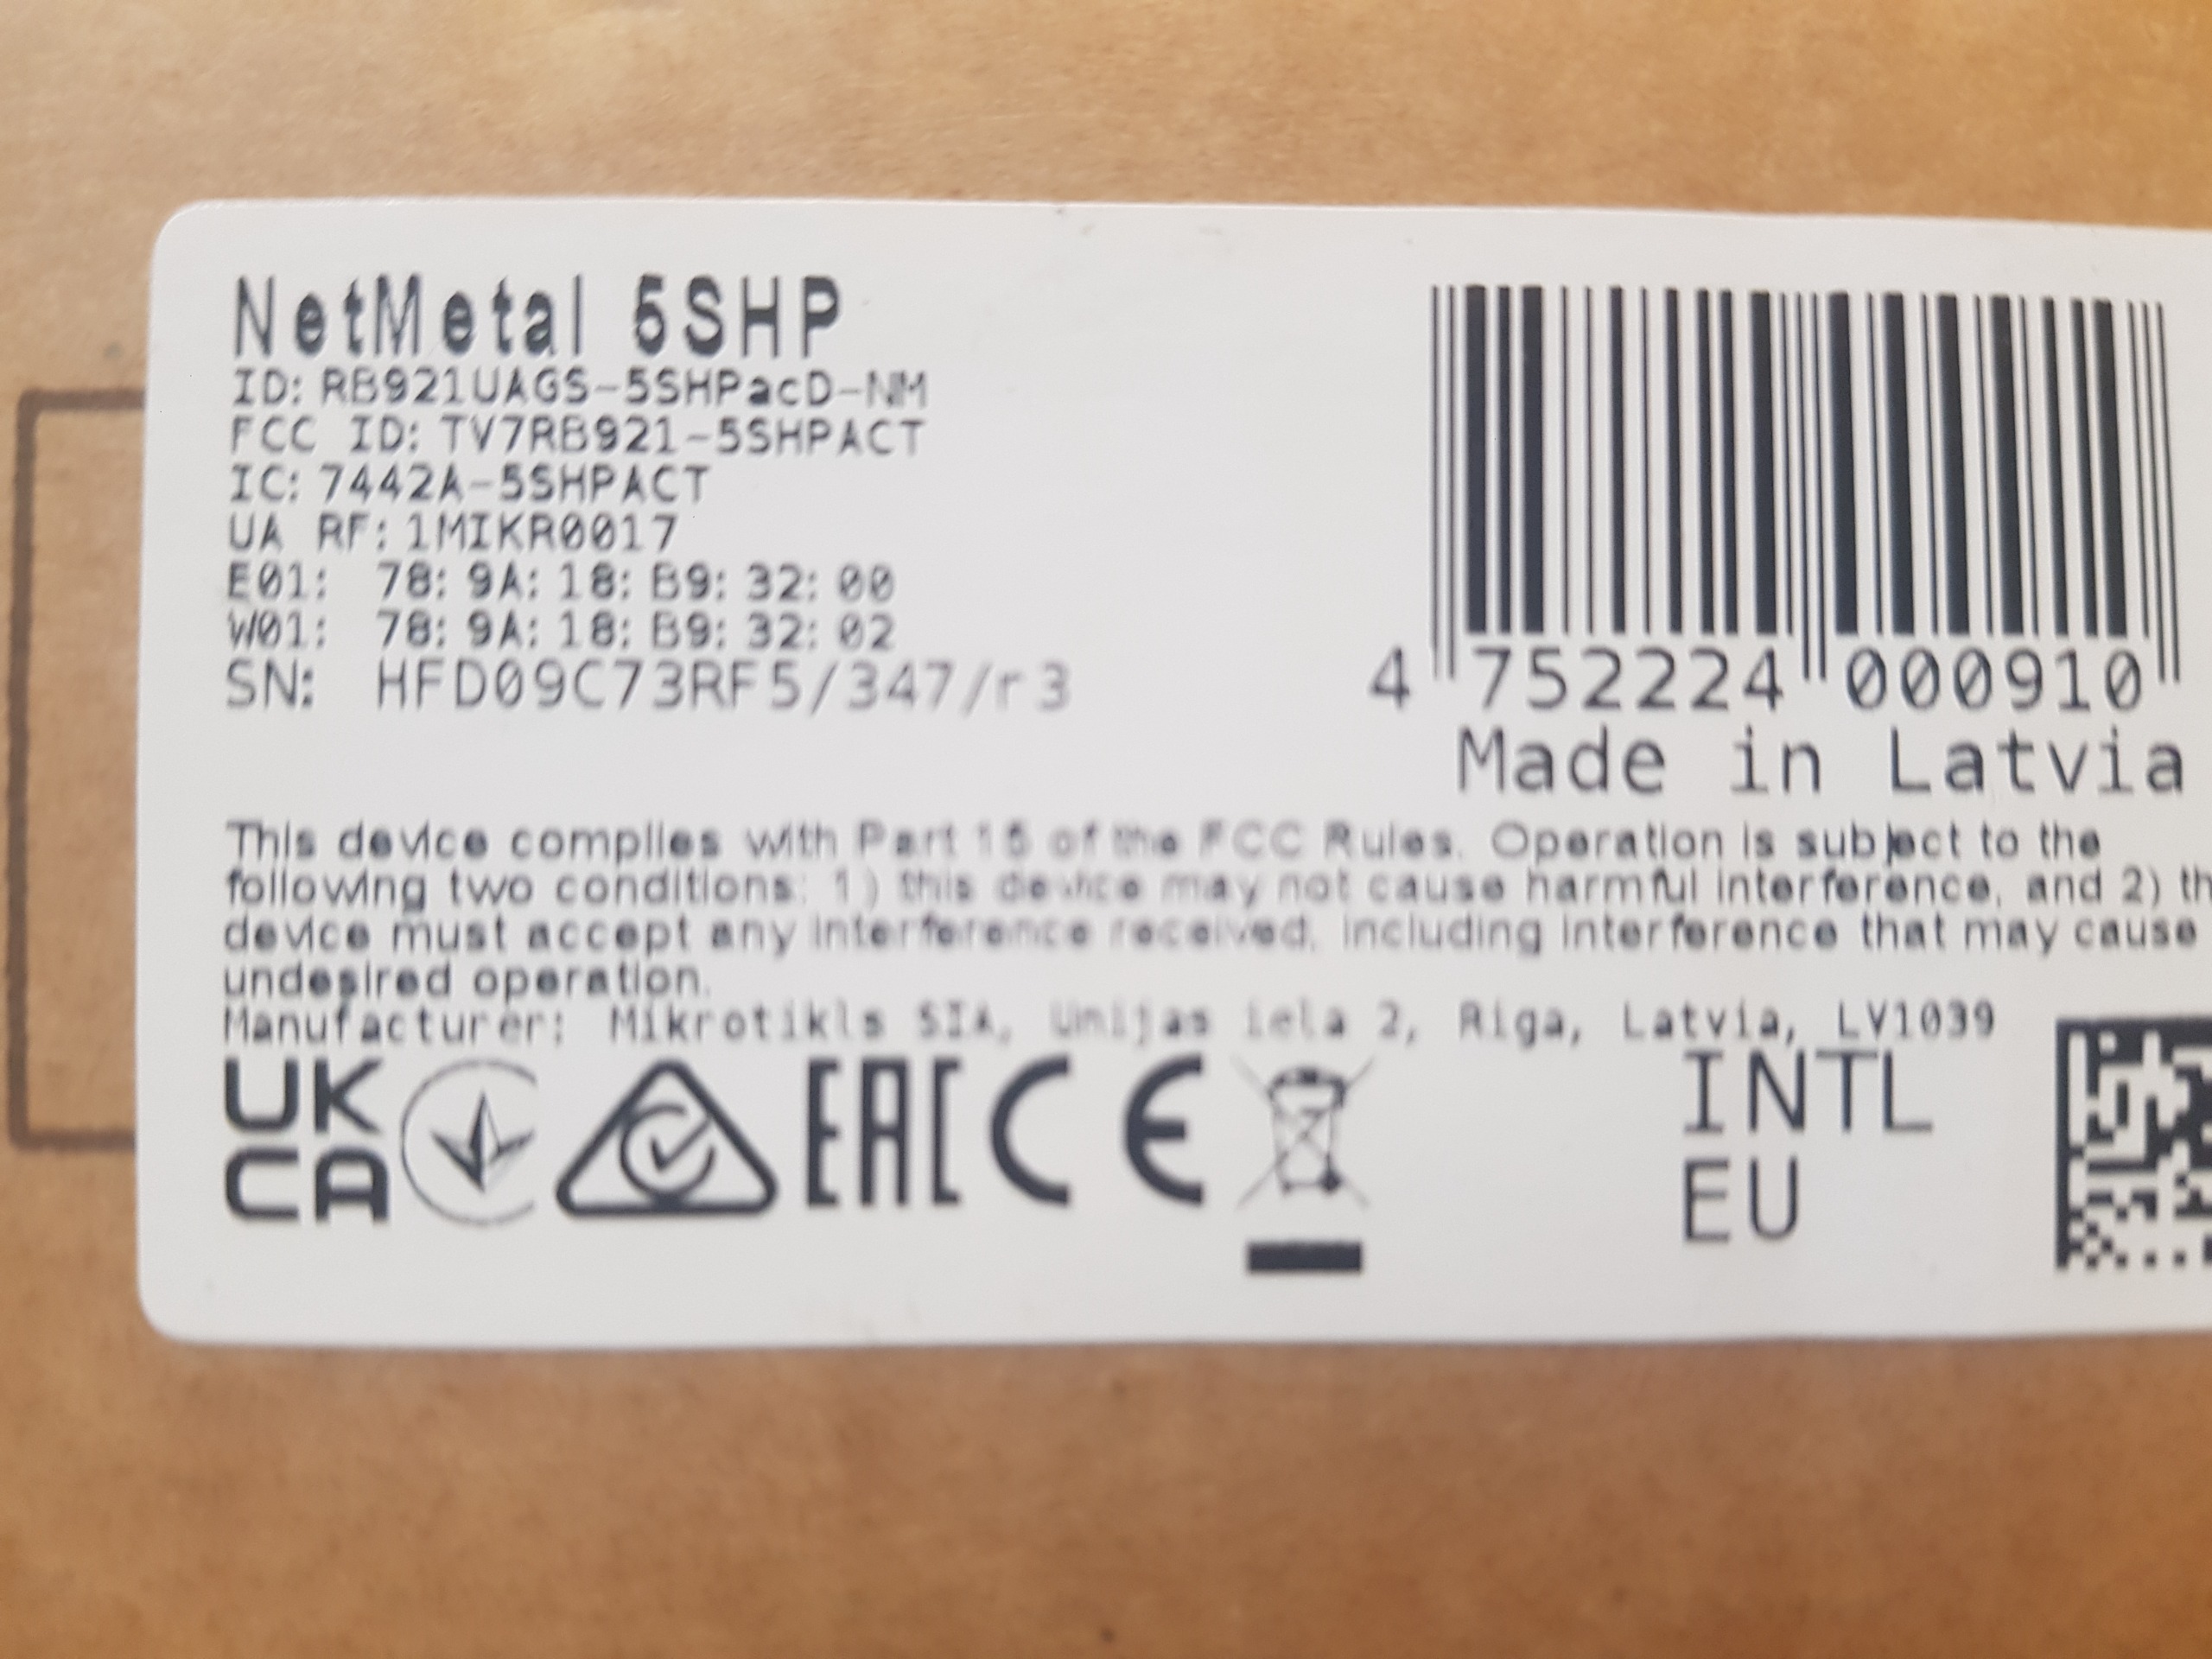 NetMetal 5SHP
ID: RB921UAGS-5SHPacD-NM
FCC ID: TV7RB921-5SHPACT
IC: 7442A-5SHPACT
UA RF: 1MIKR0017
E01: 78:9A:18:B9:32:00
W01: 78:9A:18:B9:32:02
SN: HFD09C73RF5/347/r3
4 752224 000910
Made in Latvia
This device complies with Part 15 of the FCC Rules. Operation is subject to the
following two conditions: 1) this device may not cause harmful interference, and 2) th
device must accept any interference received, including interference that may cause
undesired operation.
Manufacturer: Mikrotikls SIA, Unijas iela 2, Riga, Latvia, LV1039
UK
CA
EAC
CE
INTL
EU